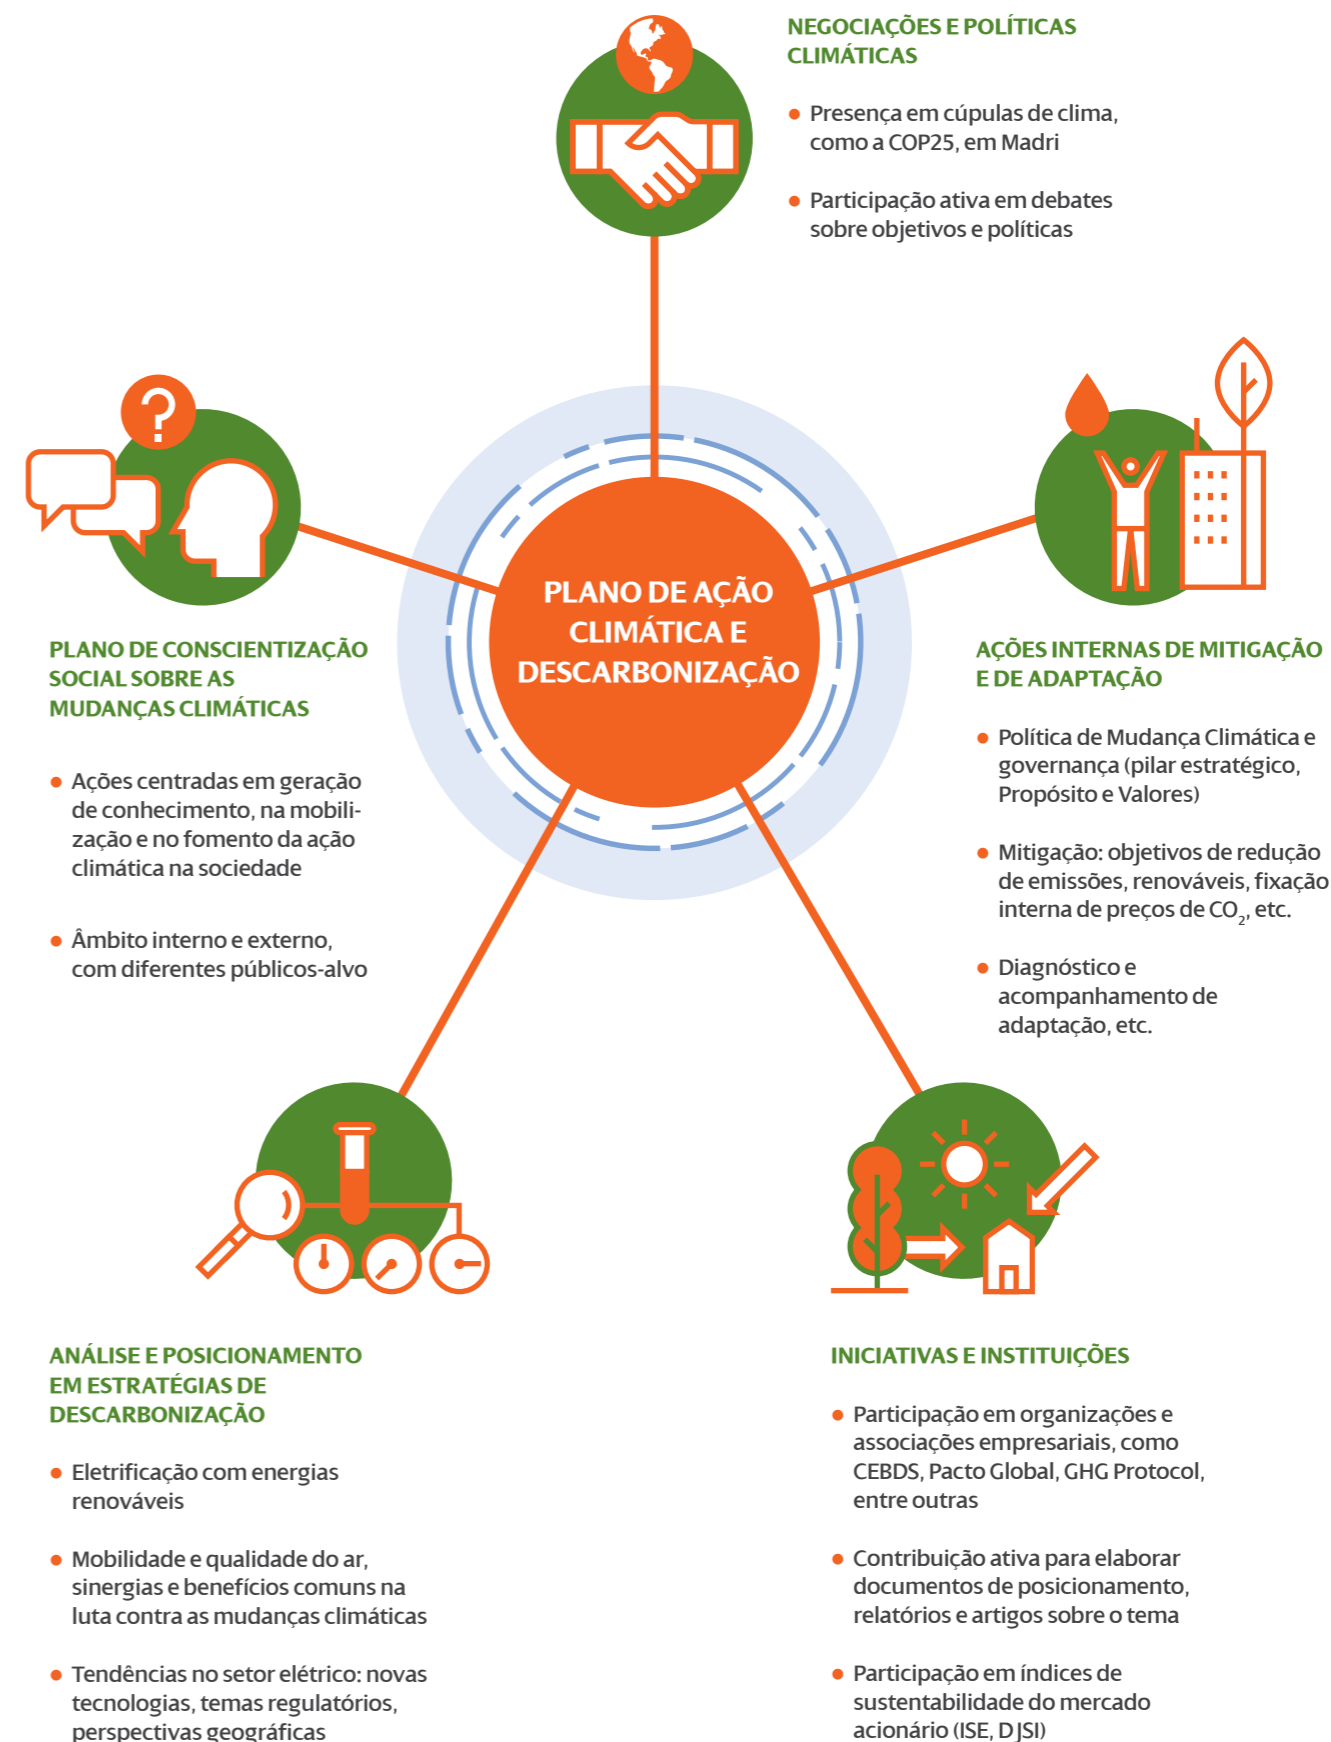 NEGOCIAÇÕES E POLÍTICAS
CLIMÁTICAS
● Presença em cúpulas de clima,
como a COP25, em Madri
● Participação ativa em debates
sobre objetivos e políticas
?
PLANO DE AÇÃO
CLIMÁTICA E
DESCARBONIZAÇÃO
PLANO DE CONSCIENTIZAÇÃO
SOCIAL SOBRE AS
MUDANÇAS CLIMÁTICAS
● Ações centradas em geração
de conhecimento, na mobili-
zação e no fomento da ação
climática na sociedade
● Âmbito interno e externo,
com diferentes públicos-alvo
AÇÕES INTERNAS DE MITIGAÇÃO
E DE ADAPTAÇÃO
● Política de Mudança Climática e
governança (pilar estratégico,
Propósito e Valores)
● Mitigação: objetivos de redução
de emissões, renováveis, fixação
interna de preços de CO₂, etc.
● Diagnóstico e
acompanhamento de
adaptação, etc.
ANÁLISE E POSICIONAMENTO
EM ESTRATÉGIAS DE
DESCARBONIZAÇÃO
● Eletrificação com energias
renováveis
● Mobilidade e qualidade do ar,
sinergias e benefícios comuns na
luta contra as mudanças climáticas
● Tendências no setor elétrico: novas
tecnologias, temas regulatórios,
perspectivas geográficas
INICIATIVAS E INSTITUIÇÕES
● Participação em organizações e
associações empresariais, como
CEBDS, Pacto Global, GHG Protocol,
entre outras
● Contribuição ativa para elaborar
documentos de posicionamento,
relatórios e artigos sobre o tema
● Participação em índices de
sustentabilidade do mercado
acionário (ISE, DJSI)